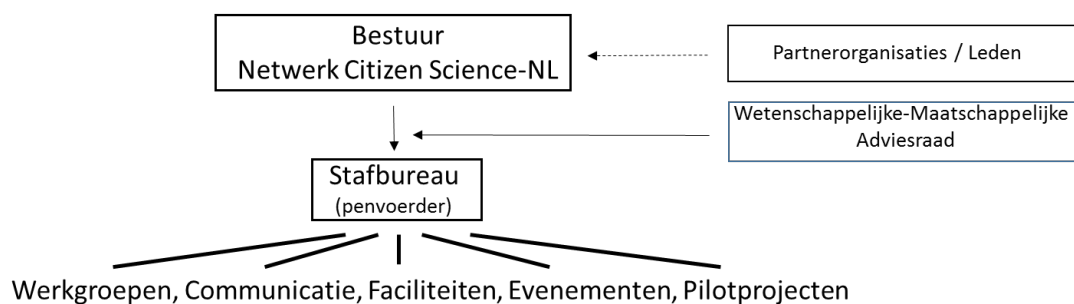 Bestuur
Netwerk Citizen Science-NL
Partnerorganisaties / Leden
Wetenschappelijke-Maatschappelijke
Adviesraad
Stafbureau
(penvoerder)
Werkgroepen, Communicatie, Faciliteiten, Evenementen, Pilotprojecten